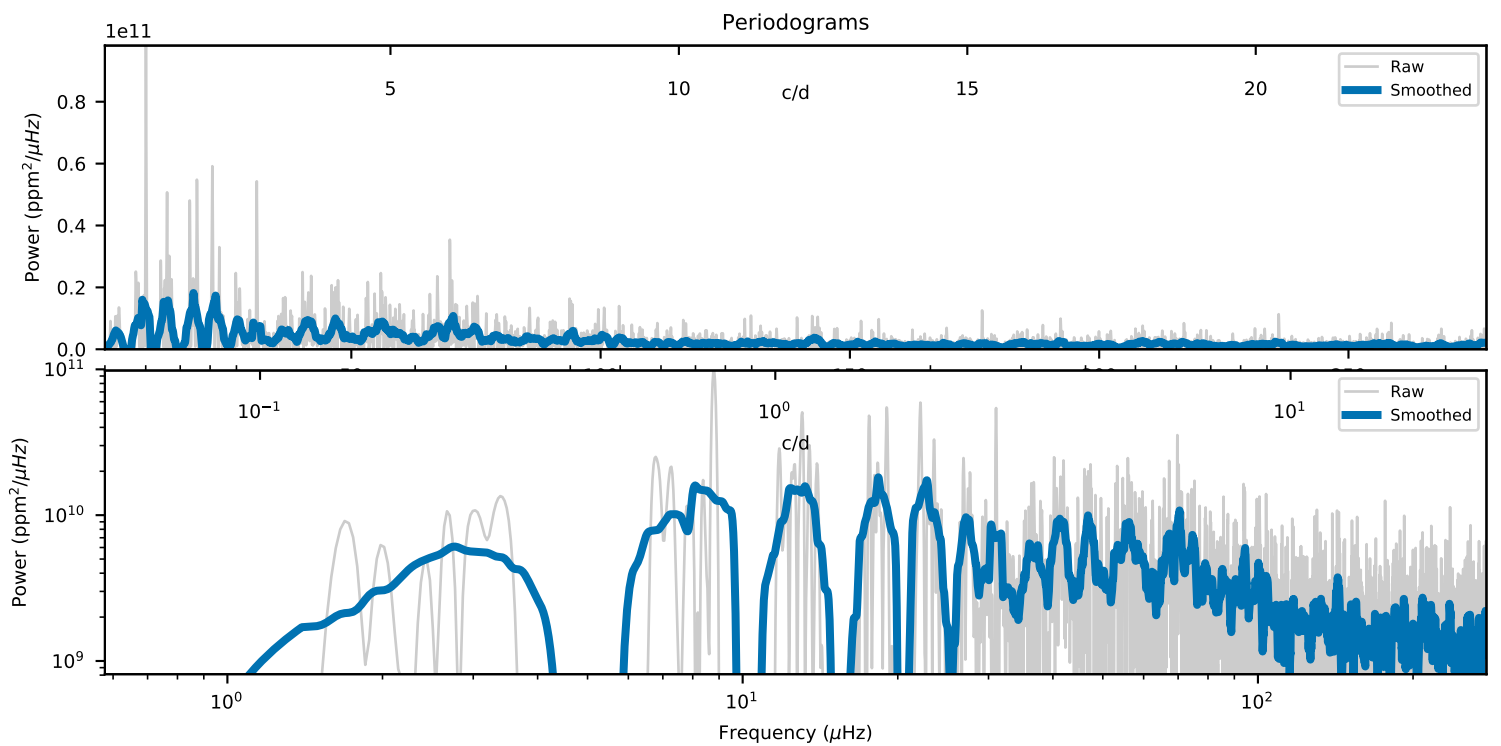 Periodograms
1e11
Raw
Smoothed
5 10 15 20
c/d
0.8
0.6
0.4
0.2
0.0
Power (ppm²/μHz)
10¹¹
10¹⁰
10⁹
Power (ppm²/μHz)
Raw
Smoothed
10⁻¹ 10⁰ 10¹
c/d
10⁰ 10¹ 10²
Frequency (μHz)